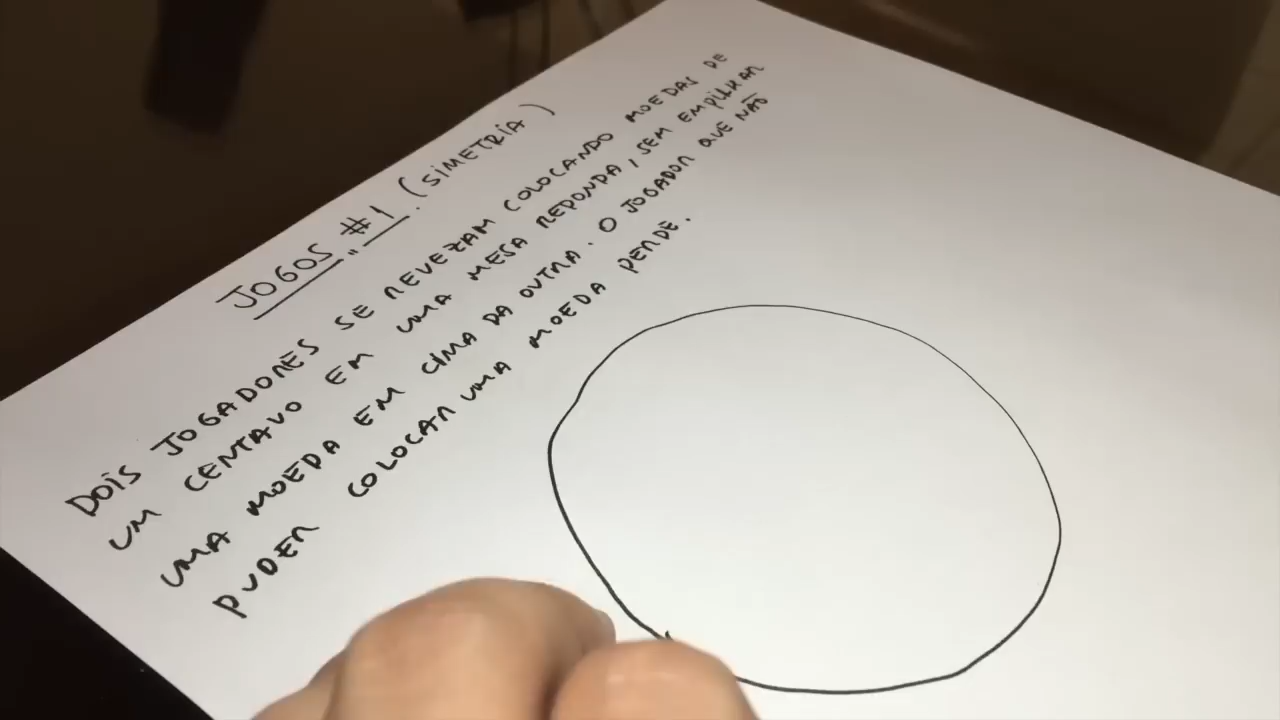 JOGOS #1. (SIMETRIA)
DOIS JOGADORES SE REVEZAM COLOCANDO MOEDAS DE
UM CENTAVO EM UMA MESA REDONDA, SEM EMPILHAR
UMA MOEDA EM CIMA DA OUTRA. O JOGADOR QUE NÃO
PUDER COLOCAR UMA MOEDA PERDE.